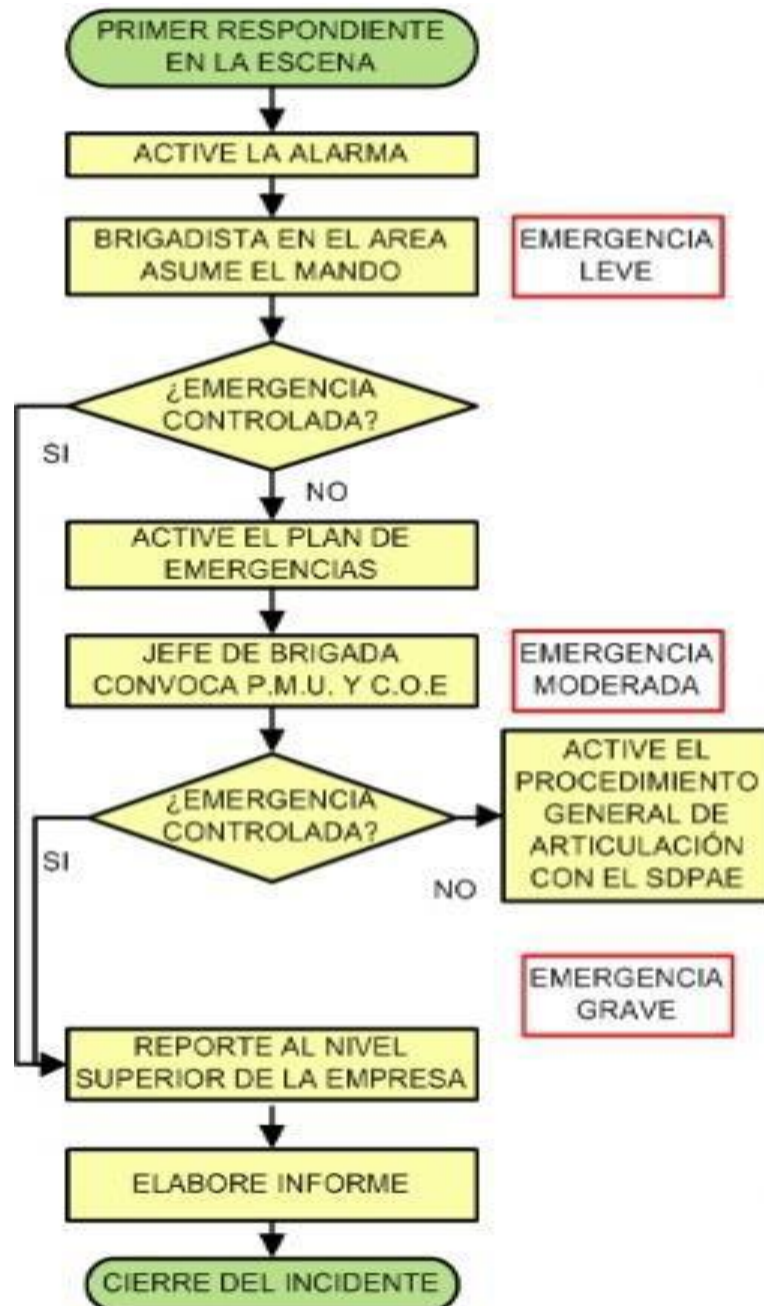 PRIMER RESPONDIENTE
EN LA ESCENA
ACTIVE LA ALARMA
BRIGADISTA EN EL AREA
ASUME EL MANDO
EMERGENCIA
LEVE
¿EMERGENCIA
CONTROLADA?
SI
NO
ACTIVE EL PLAN DE
EMERGENCIAS
JEFE DE BRIGADA
CONVOCA P.M.U. Y C.O.E
EMERGENCIA
MODERADA
¿EMERGENCIA
CONTROLADA?
SI
NO
ACTIVE EL
PROCEDIMIENTO
GENERAL DE
ARTICULACIÓN
CON EL SDPAE
EMERGENCIA
GRAVE
REPORTE AL NIVEL
SUPERIOR DE LA EMPRESA
ELABORE INFORME
CIERRE DEL INCIDENTE